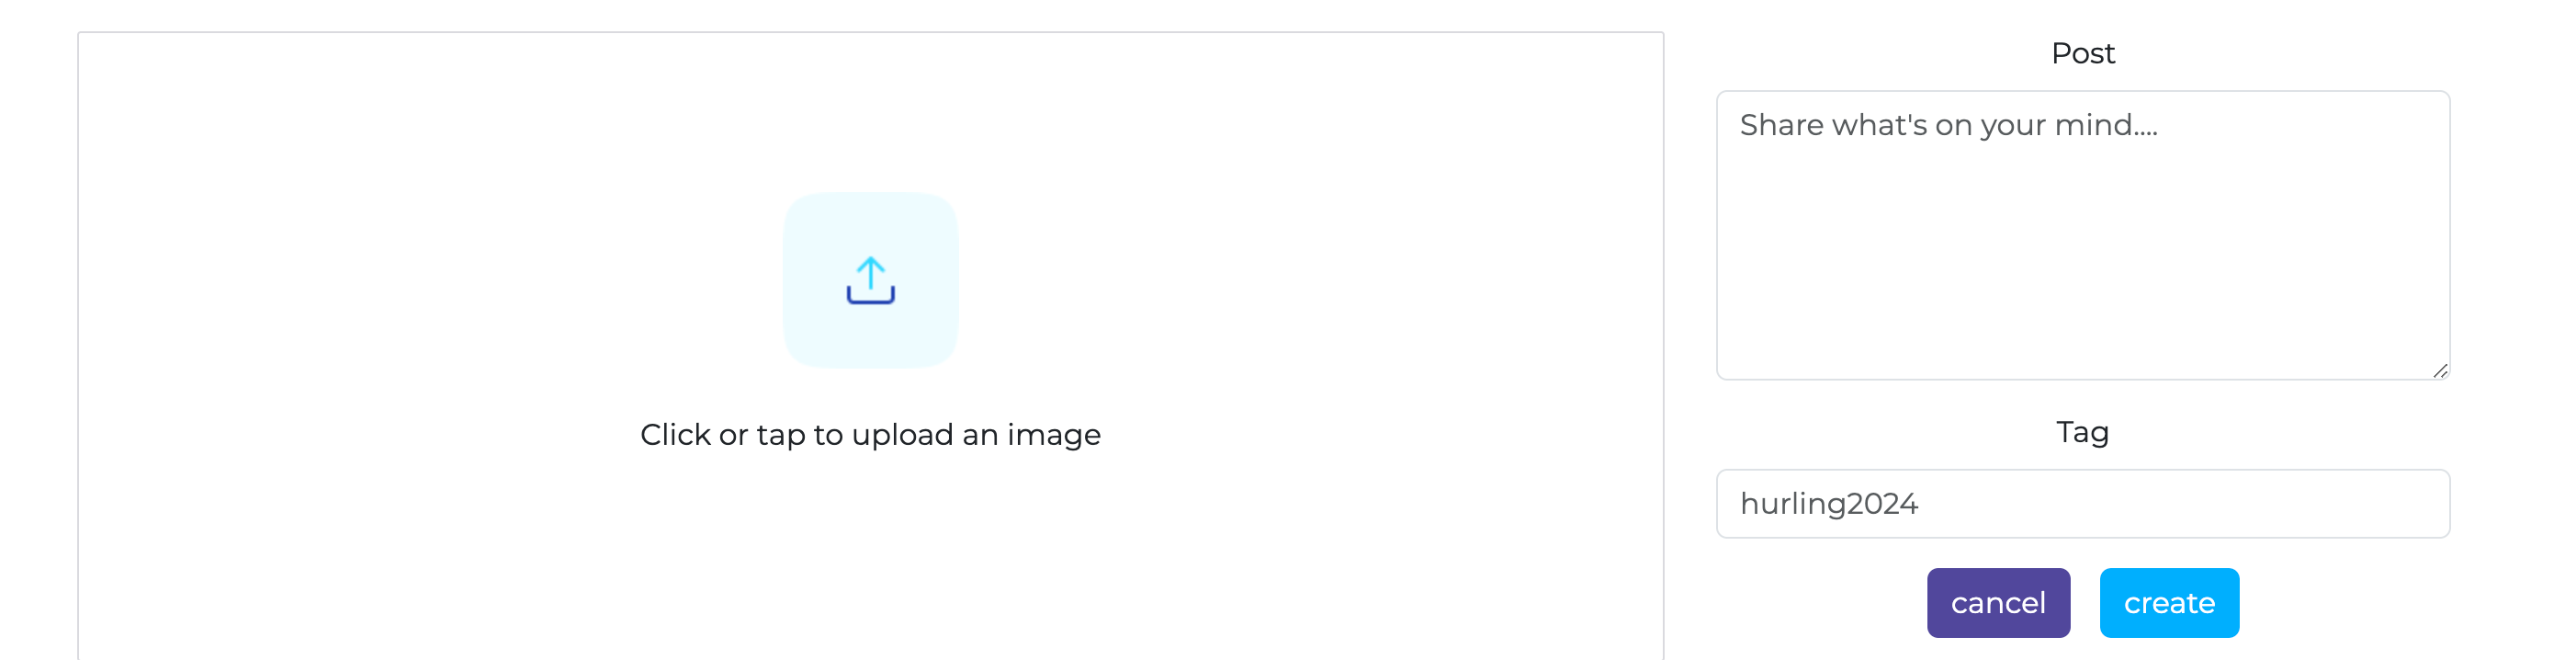 Click or tap to upload an image
Post
Share what's on your mind....
Tag
hurling2024
cancel
create